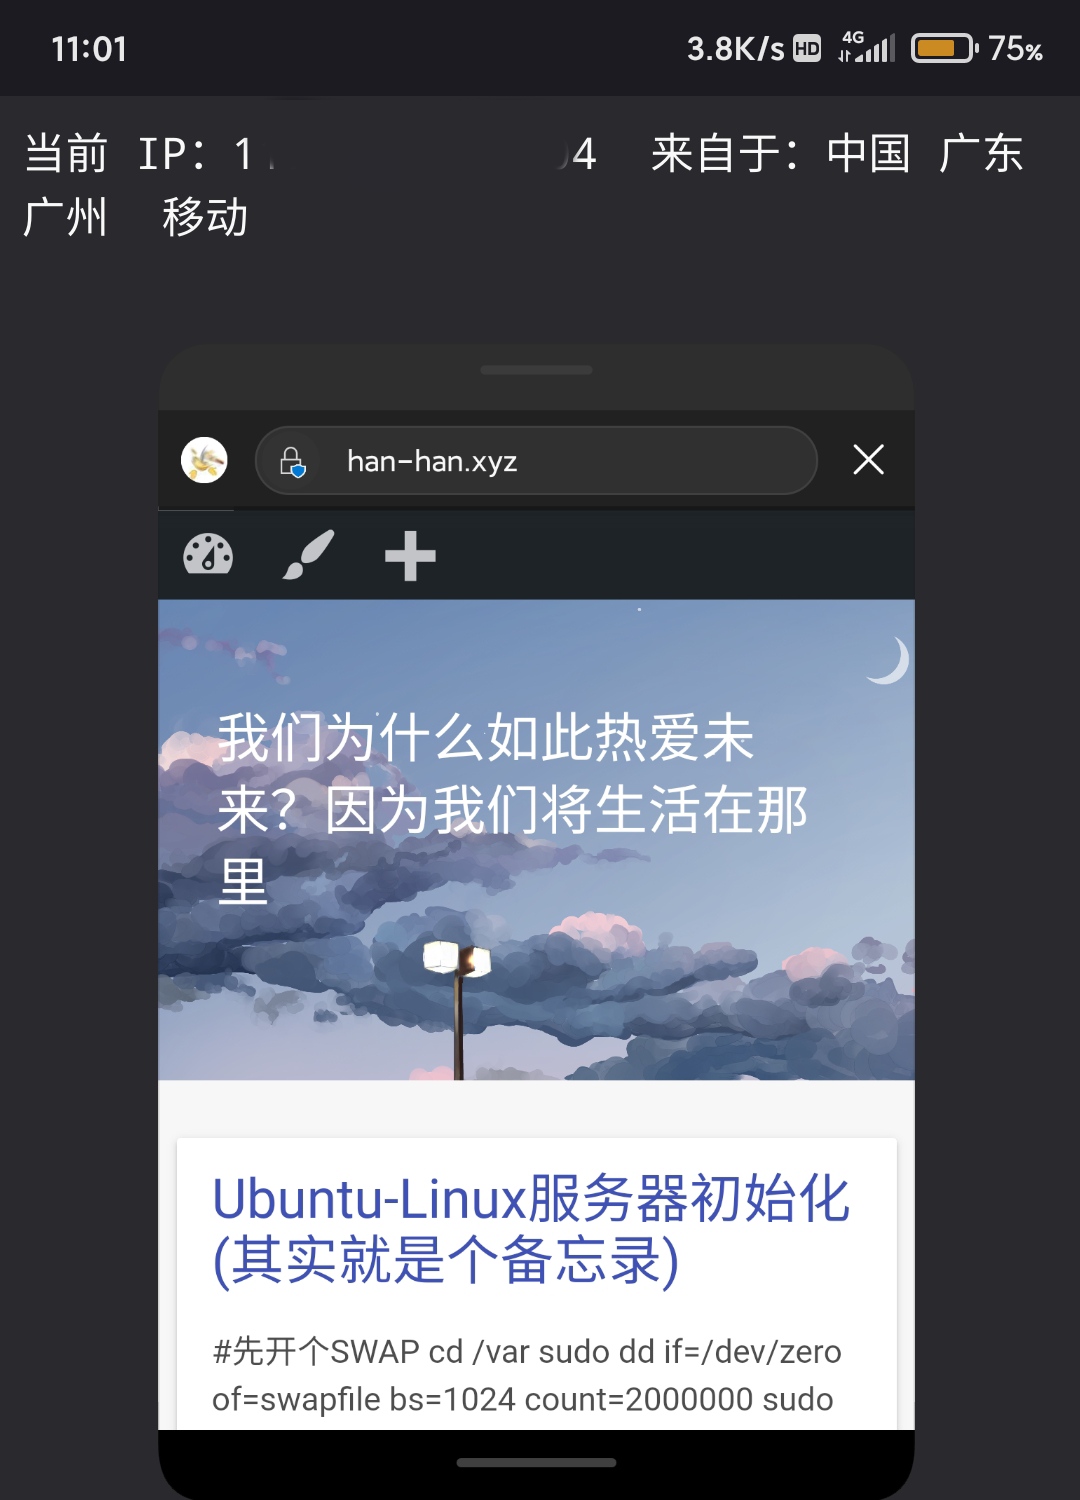 11:01 3.8K/s HD 4G 75%
当前 IP: 1 4 来自于: 中国 广东
广州 移动
han-han.xyz
我们为什么如此热爱未
来? 因为我们将生活在那
里
Ubuntu-Linux服务器初始化
(其实就是个备忘录)
#先开个SWAP cd /var sudo dd if=/dev/zero
of=swapfile bs=1024 count=2000000 sudo